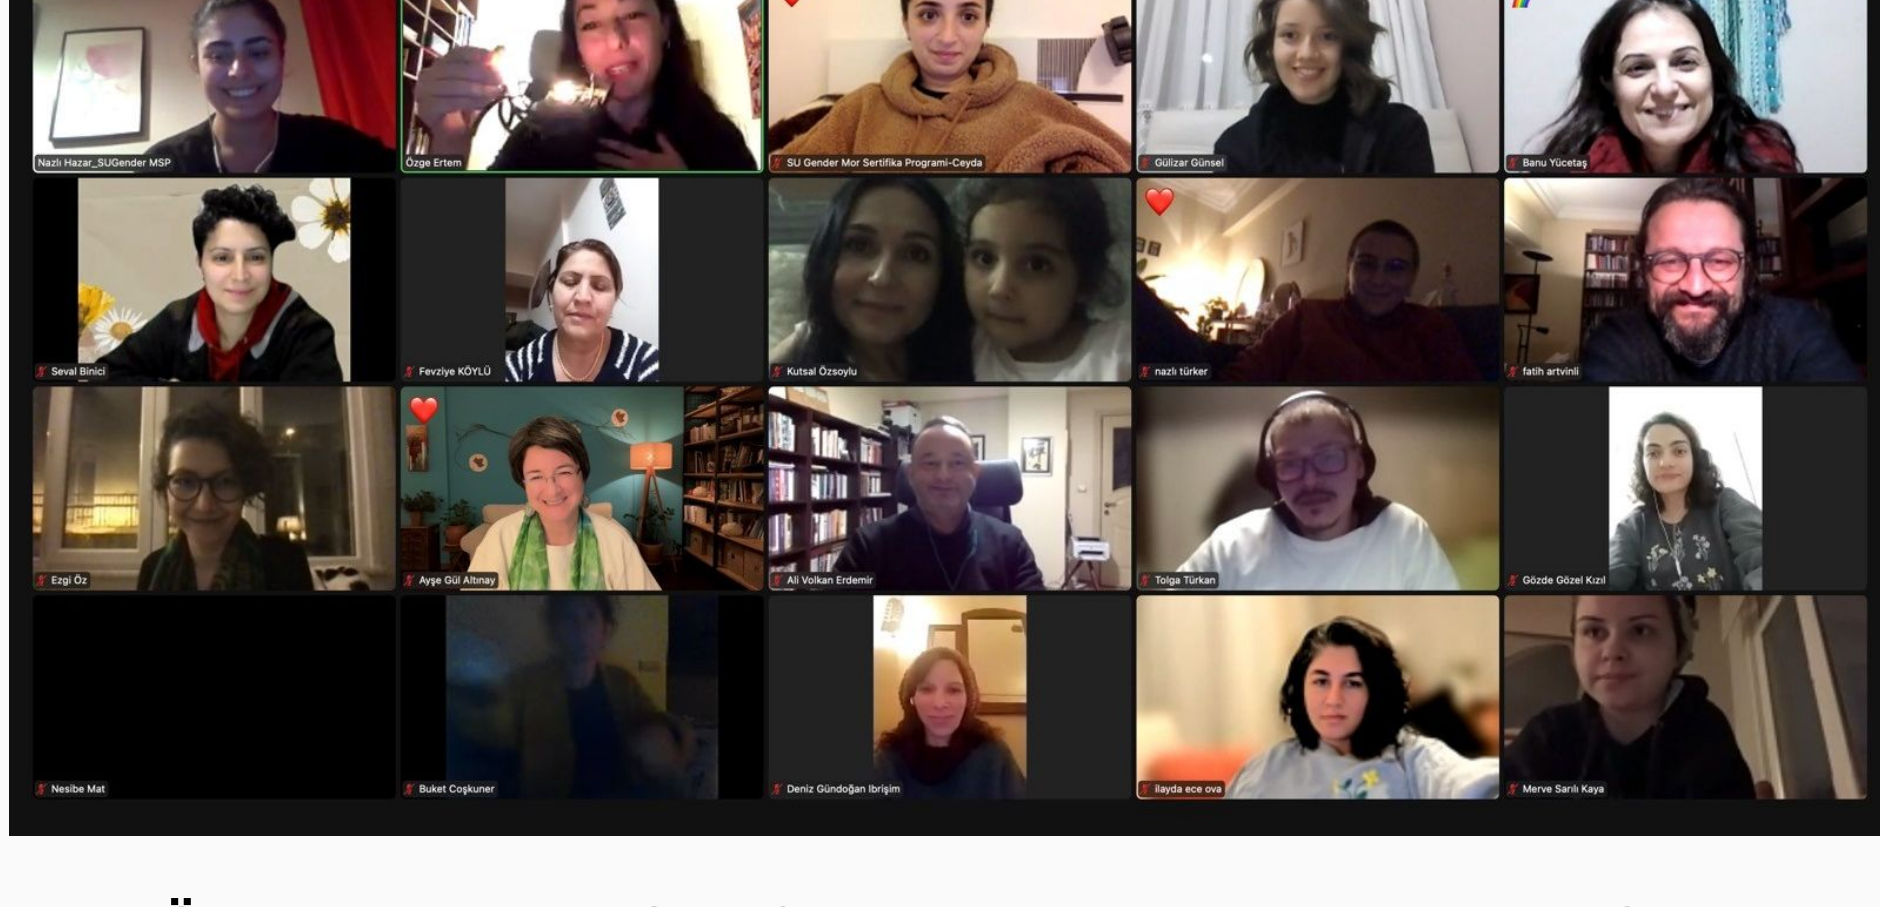 Nazlı Hazar_SUGender MSP
Özge Ertem
SU Gender Mor Sertifika Programi-Ceyda
Gülizar Günsel
Banu Yücetaş
Seval Binici
Fevziye KÖYLÜ
Kutsal Özsoylu
nazlı türker
fatih artvinli
Ezgi Öz
Ayşe Gül Altınay
Ali Volkan Erdemir
Tolga Türkan
Gözde Gözel Kızıl
Nesibe Mat
Buket Coşkuner
Deniz Gündoğan Ibrişim
ilayda ece ova
Merve Sarılı Kaya